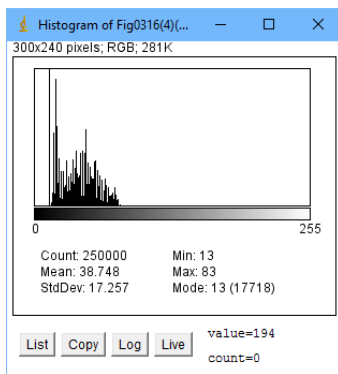 Histogram of Fig0316(4)(...
300x240 pixels; RGB; 281K
0 255
Count: 250000 Min: 13
Mean: 38.748 Max: 83
StdDev: 17.257 Mode: 13 (17718)
List Copy Log Live value=194
count=0